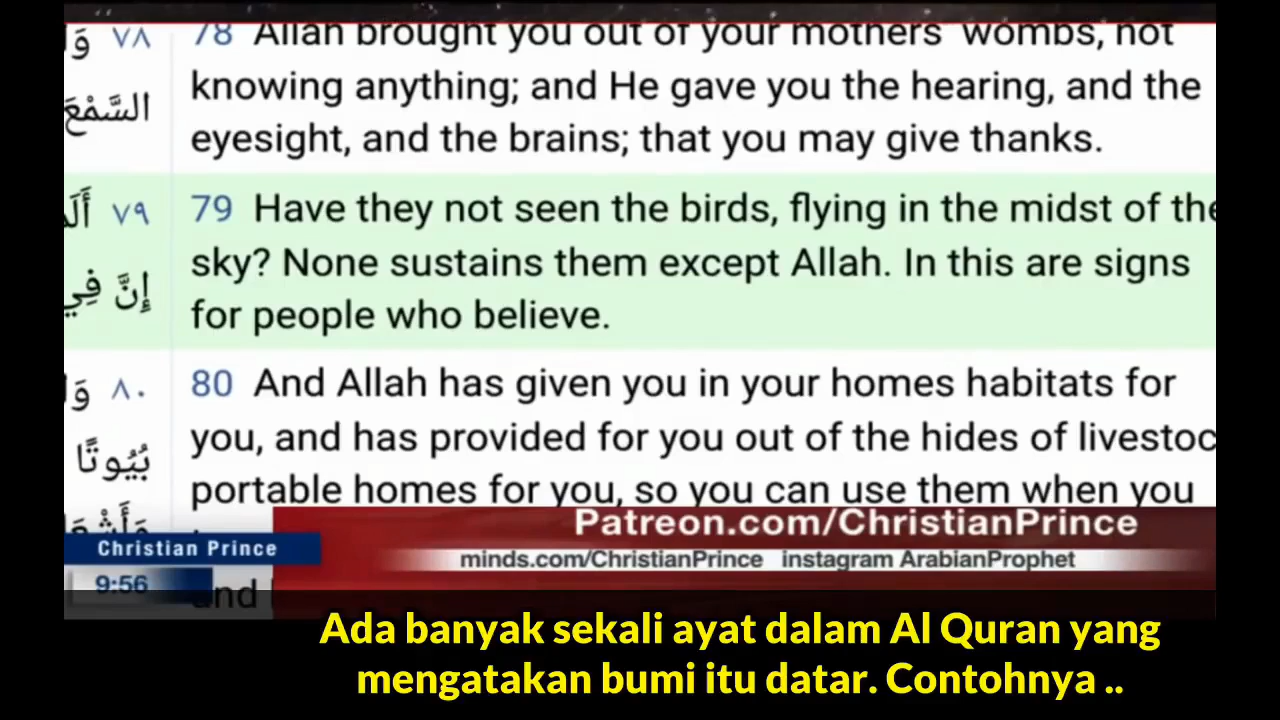 وَ ٧٨ 78 Allah brought you out of your mothers' wombs, not
السَّمْعَ knowing anything; and He gave you the hearing, and the
eyesight, and the brains; that you may give thanks.
٧٩ 79 Have they not seen the birds, flying in the midst of the
إِنَّ فِي sky? None sustains them except Allah. In this are signs
for people who believe.
٨٠ 80 And Allah has given you in your homes habitats for
بُيُوتًا you, and has provided for you out of the hides of livestoc
portable homes for you, so you can use them when you
Patreon.com/ChristianPrince
Christian Prince
minds.com/ChristianPrince instagram ArabianProphet
9:56
and
Ada banyak sekali ayat dalam Al Quran yang
mengatakan bumi itu datar. Contohnya ..